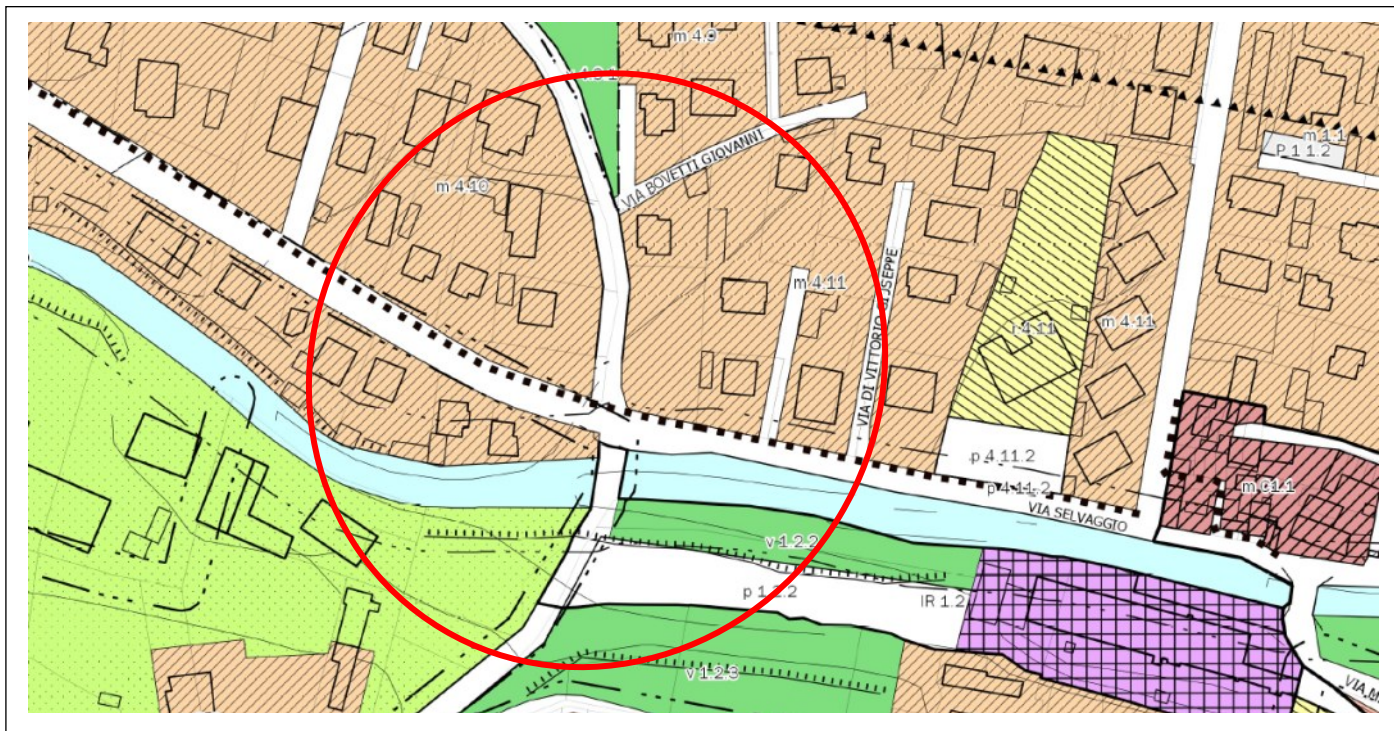 m 4.9
m 1.1
P 1 1.2
VIA BOVETTI GIOVANNI
m 4.10
m 4.11
VIA DI VITTORIO GIUSEPPE
r 4.11
m 4.11
p 4.11.2
p 4.11.2
VIA SELVAGGIO
v 1.2.2
p 1.2.2
IR 1.2
v 1.2.3